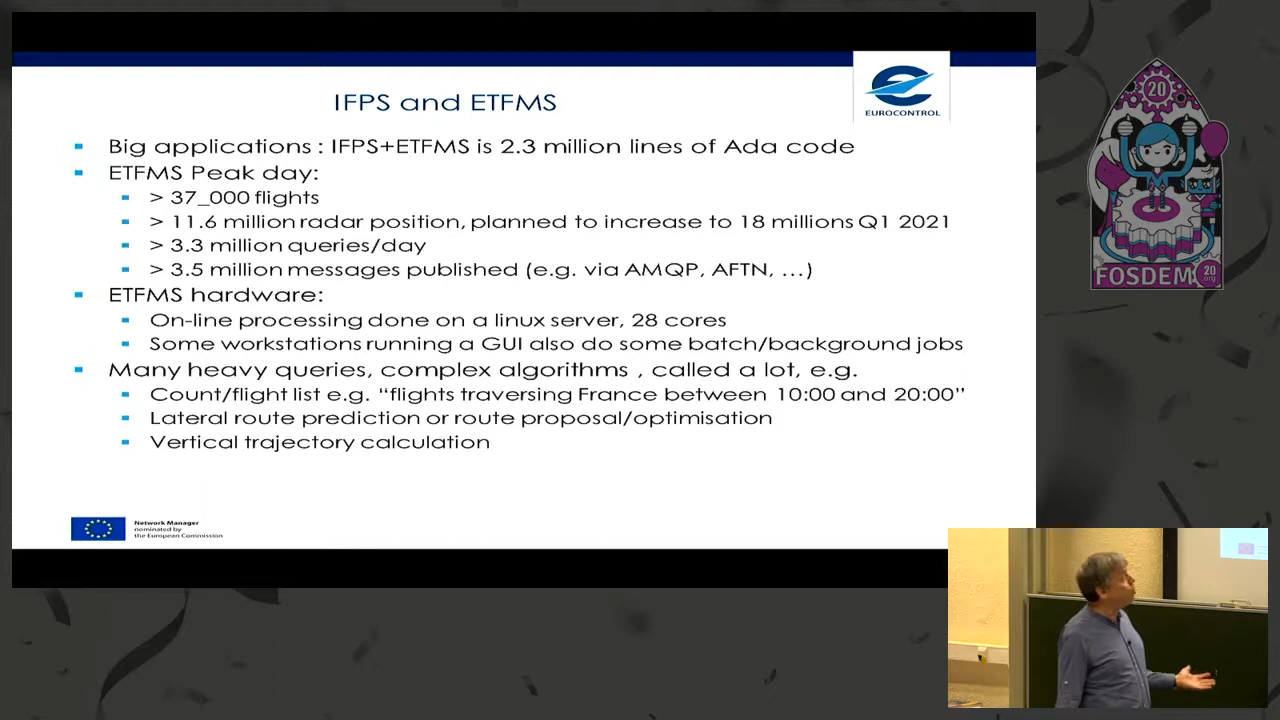 IFPS and ETFMS
EUROCONTROL
Big applications : IFPS+ETFMS is 2.3 million lines of Ada code
ETFMS Peak day:
> 37_000 flights
> 11.6 million radar position, planned to increase to 18 millions Q1 2021
> 3.3 million queries/day
> 3.5 million messages published (e.g. via AMQP, AFTN, …)
ETFMS hardware:
On-line processing done on a linux server, 28 cores
Some workstations running a GUI also do some batch/background jobs
Many heavy queries, complex algorithms , called a lot, e.g.
Count/flight list e.g. “flights traversing France between 10:00 and 20:00”
Lateral route prediction or route proposal/optimisation
Vertical trajectory calculation
Network Manager
nominated by
the European Commission
20
FOSDEM
20
.org